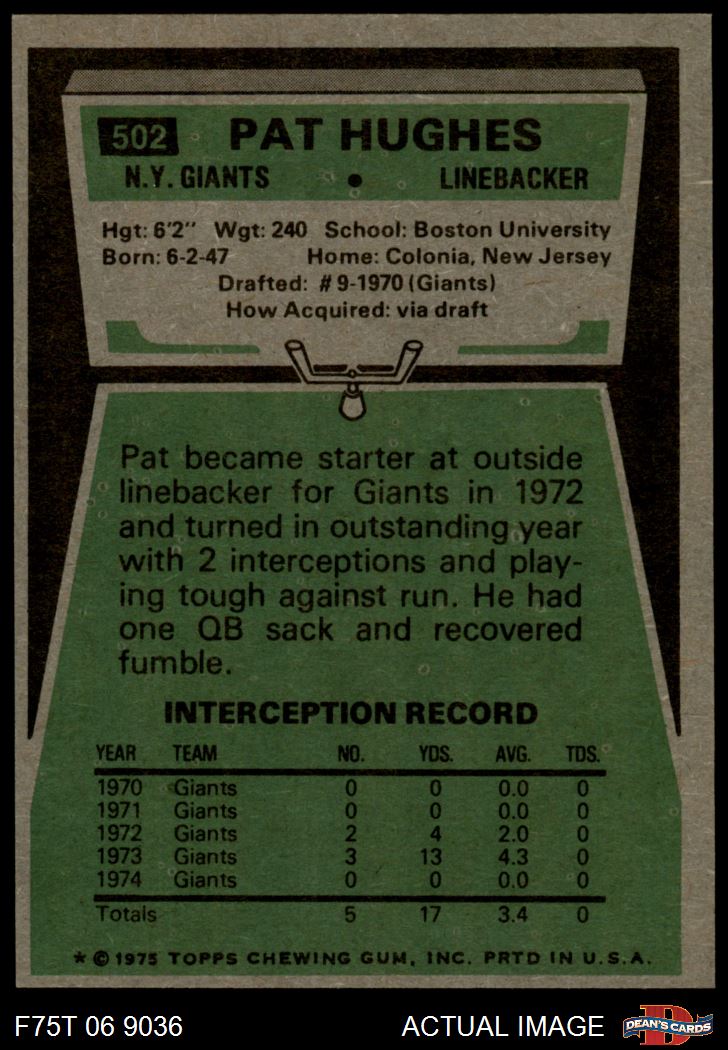 502 PAT HUGHES
N.Y. GIANTS • LINEBACKER
Hgt: 6'2" Wgt: 240 School: Boston University
Born: 6-2-47 Home: Colonia, New Jersey
Drafted: #9-1970 (Giants)
How Acquired: via draft
Pat became starter at outside
linebacker for Giants in 1972
and turned in outstanding year
with 2 interceptions and play-
ing tough against run. He had
one QB sack and recovered
fumble.
INTERCEPTION RECORD
YEAR TEAM NO. YDS. AVG. TDS.
1970 Giants 0 0 0.0 0
1971 Giants 0 0 0.0 0
1972 Giants 2 4 2.0 0
1973 Giants 3 13 4.3 0
1974 Giants 0 0 0.0 0
Totals 5 17 3.4 0
* © 1975 TOPPS CHEWING GUM, INC. PRTD IN U.S.A.
F75T 06 9036 ACTUAL IMAGE
D
DEAN'S CARDS